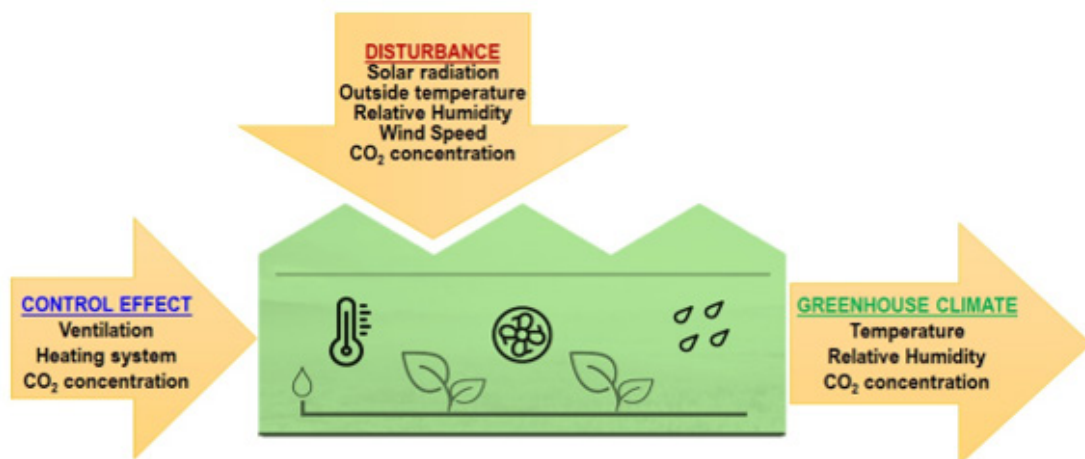 DISTURBANCE
Solar radiation
Outside temperature
Relative Humidity
Wind Speed
CO₂ concentration
CONTROL EFFECT
Ventilation
Heating system
CO₂ concentration
GREENHOUSE CLIMATE
Temperature
Relative Humidity
CO₂ concentration